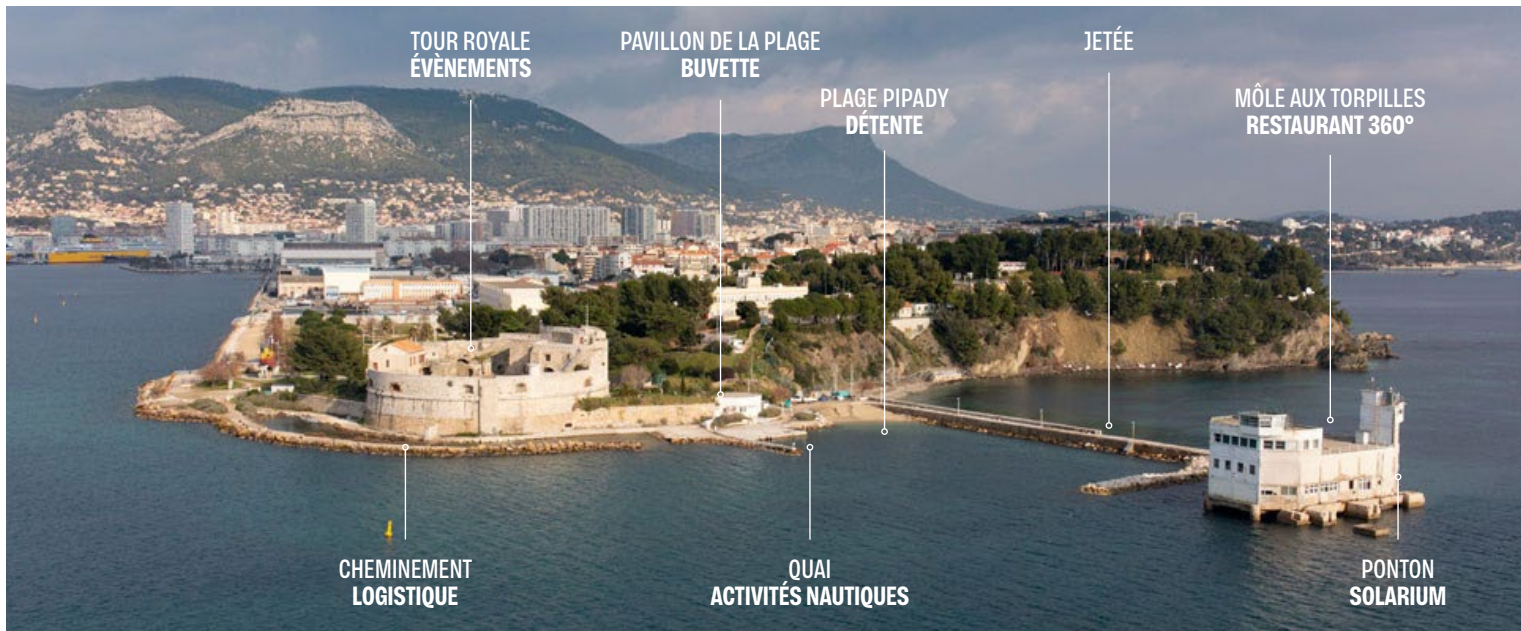 TOUR ROYALE
ÉVÈNEMENTS
PAVILLON DE LA PLAGE
BUVETTE
PLAGE PIPADY
DÉTENTE
JETÉE
MÔLE AUX TORPILLES
RESTAURANT 360°
CHEMINEMENT
LOGISTIQUE
QUAI
ACTIVITÉS NAUTIQUES
PONTON
SOLARIUM